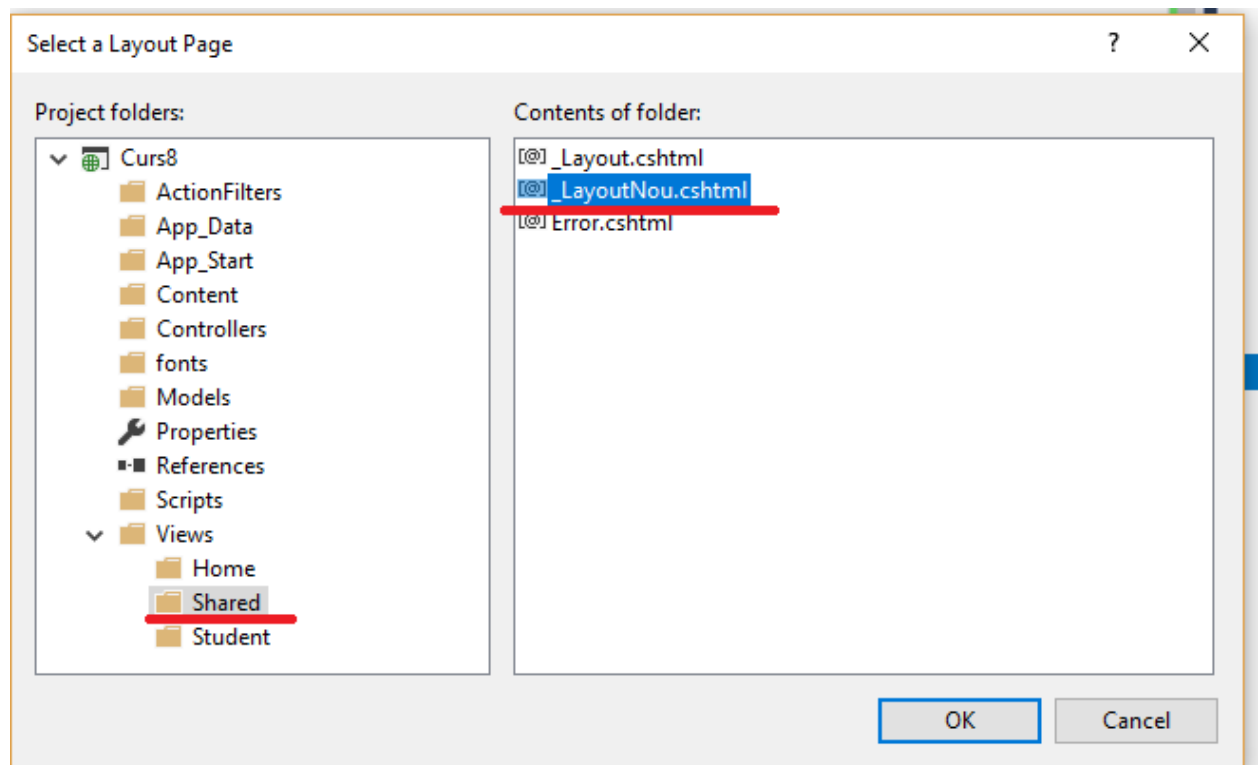 Select a Layout Page
? ×
Project folders:
Curs8
ActionFilters
App_Data
App_Start
Content
Controllers
fonts
Models
Properties
References
Scripts
Views
Home
Shared
Student
Contents of folder:
[@] _Layout.cshtml
[@] _LayoutNou.cshtml
[@] Error.cshtml
OK
Cancel